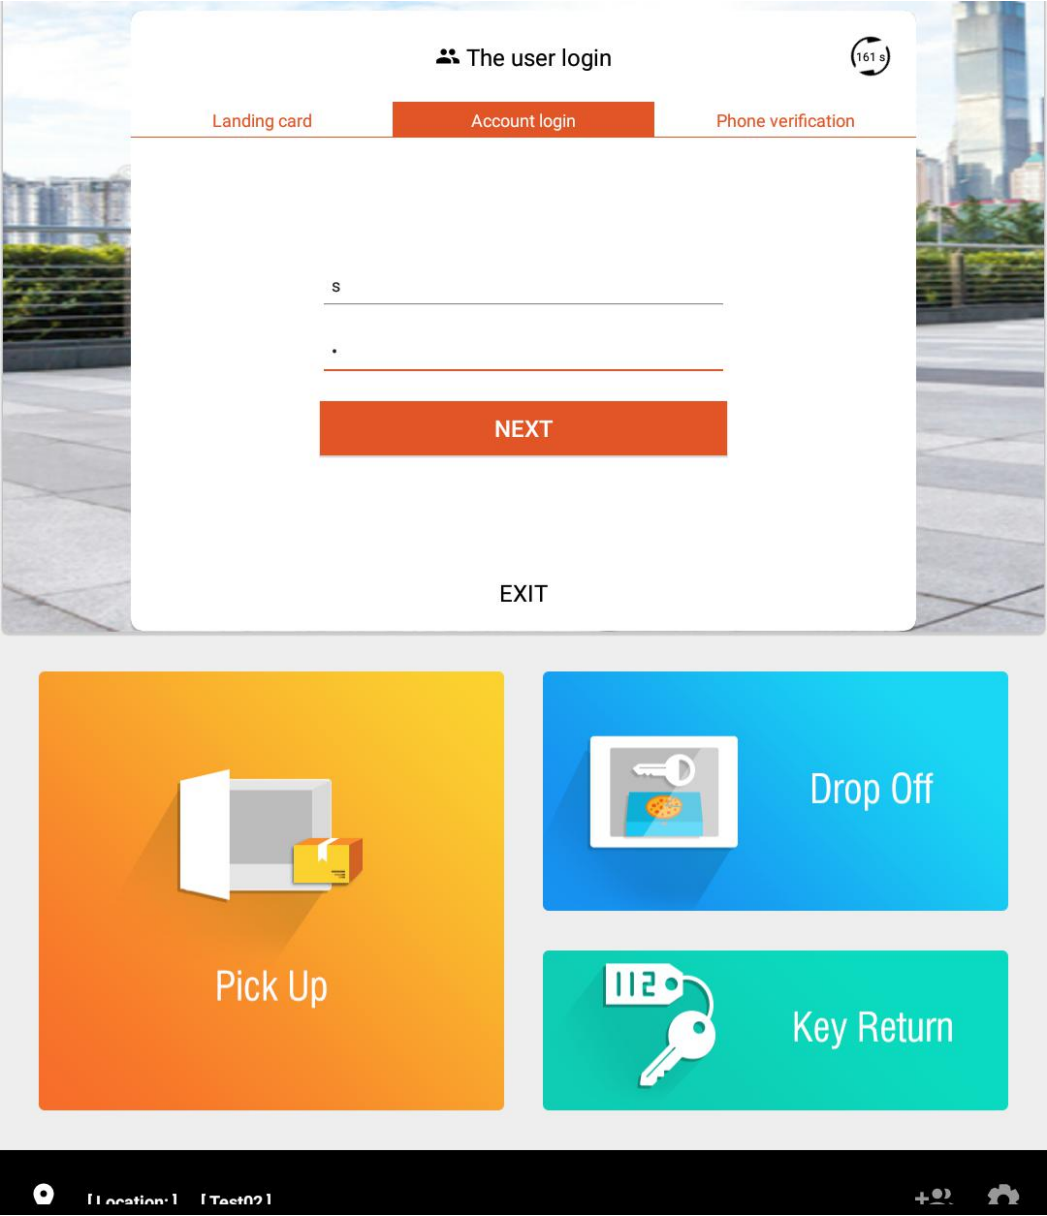 The user login
161 s
Landing card
Account login
Phone verification
s
NEXT
EXIT
Drop Off
Pick Up
112
Key Return
[ Location: ] [ Test02 ]